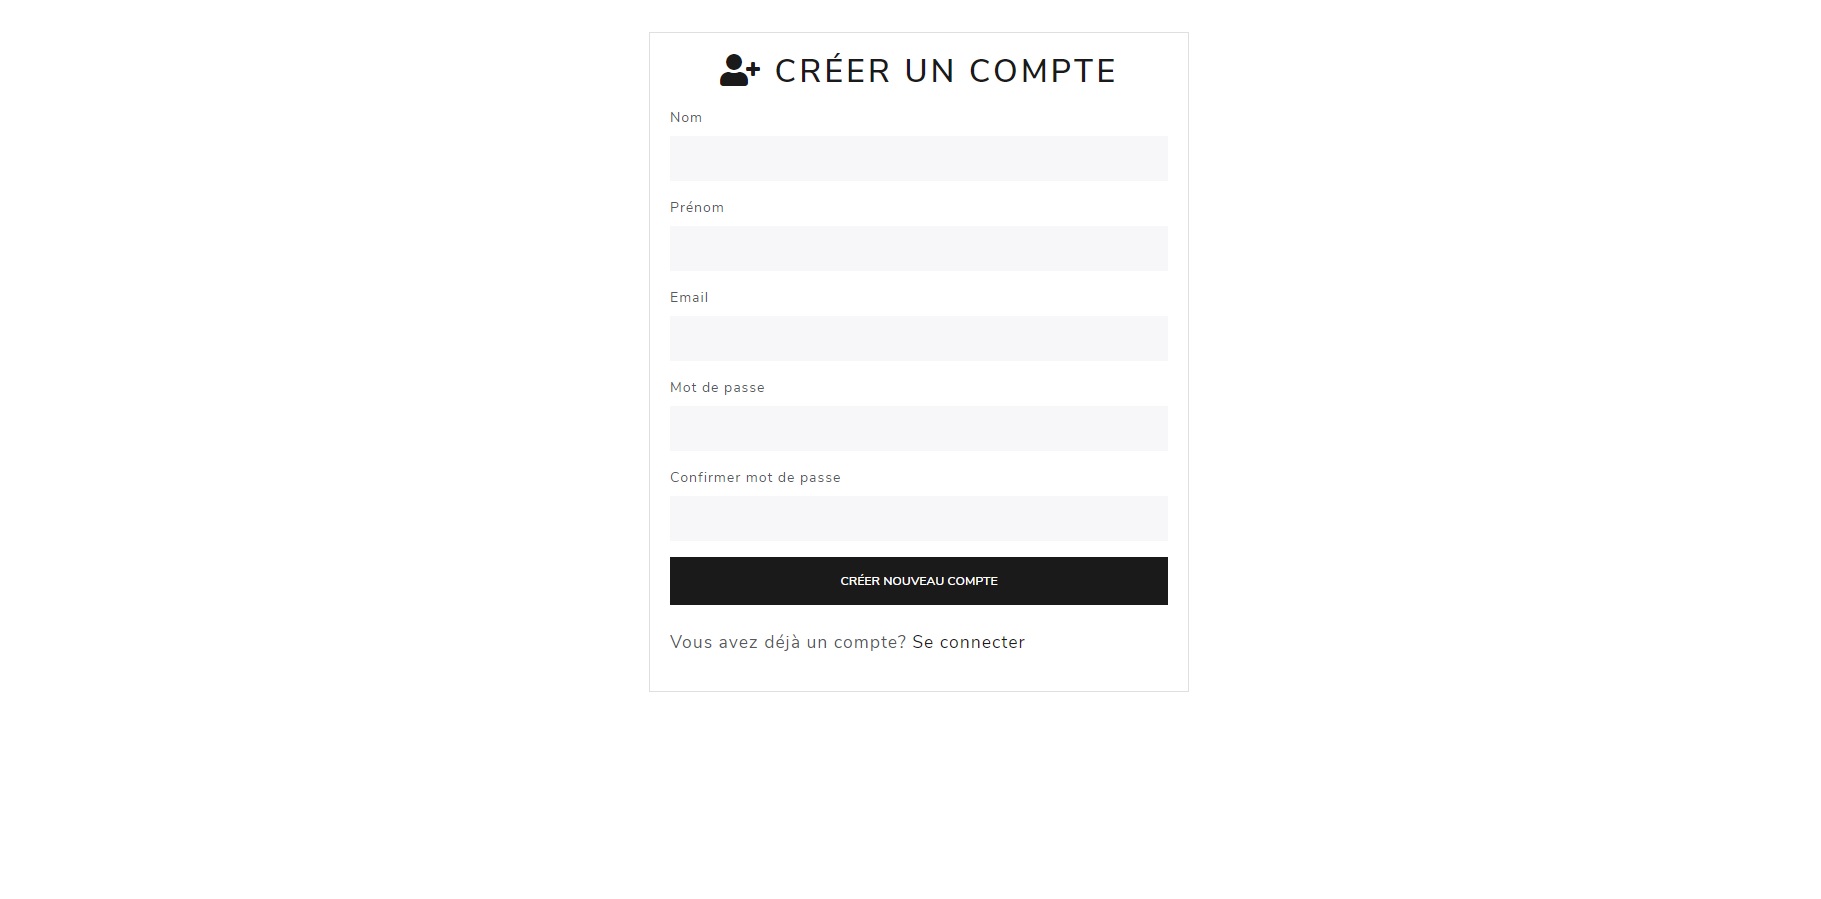 CRÉER UN COMPTE
Nom
Prénom
Email
Mot de passe
Confirmer mot de passe
CRÉER NOUVEAU COMPTE
Vous avez déjà un compte? Se connecter